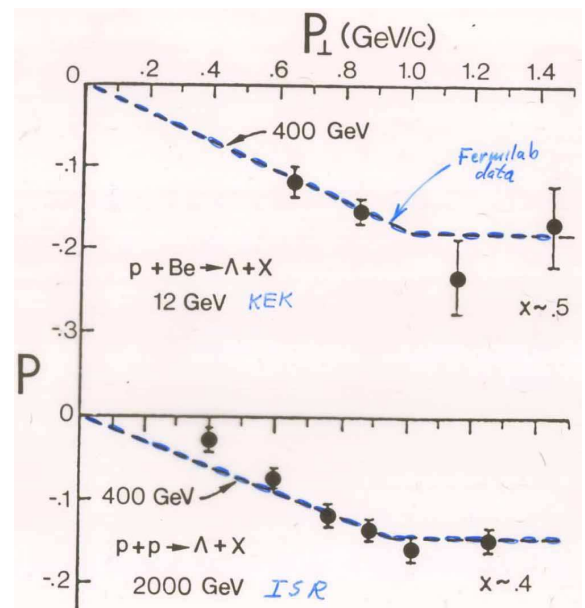 P⊥ (GeV/c)
0 .2 .4 .6 .8 1.0 1.2 1.4
400 GeV
Fermilab
data
-.1
-.2
p + Be → Λ + X
12 GeV KEK
x ~ .5
-.3
P
0
400 GeV
-.1
p + p → Λ + X
2000 GeV ISR
x ~ .4
-.2